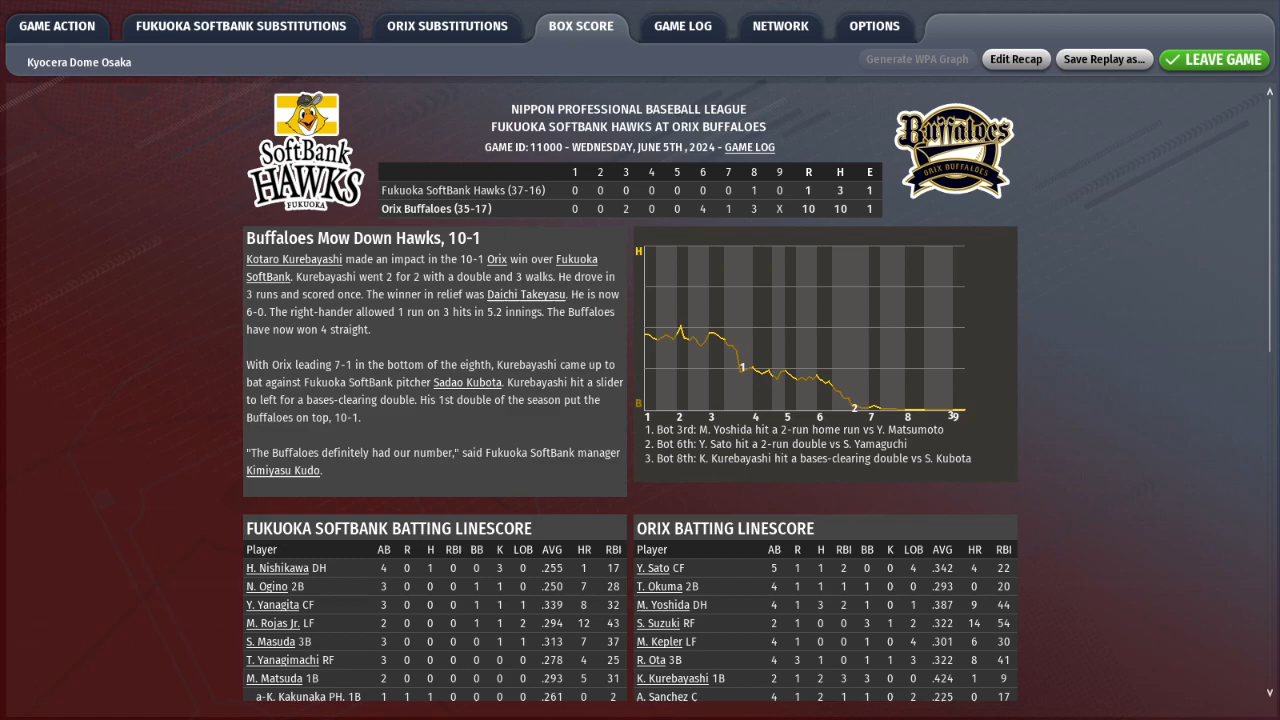 GAME ACTION FUKUOKA SOFTBANK SUBSTITUTIONS ORIX SUBSTITUTIONS BOX SCORE GAME LOG NETWORK OPTIONS
Kyocera Dome Osaka Generate WPA Graph Edit Recap Save Replay as... LEAVE GAME
SOFTBANK HAWKS FUKUOKA
Buffaloes ORIX BUFFALOES
NIPPON PROFESSIONAL BASEBALL LEAGUE
FUKUOKA SOFTBANK HAWKS AT ORIX BUFFALOES
GAME ID: 11000 - WEDNESDAY, JUNE 5TH , 2024 - GAME LOG
1 2 3 4 5 6 7 8 9 R H E
Fukuoka SoftBank Hawks (37-16) 0 0 0 0 0 0 0 1 0 1 3 1
Orix Buffaloes (35-17) 0 0 2 0 0 4 1 3 X 10 10 1
Buffaloes Mow Down Hawks, 10-1
Kotaro Kurebayashi made an impact in the 10-1 Orix win over Fukuoka
SoftBank. Kurebayashi went 2 for 2 with a double and 3 walks. He drove in
3 runs and scored once. The winner in relief was Daichi Takeyasu. He is now
6-0. The right-hander allowed 1 run on 3 hits in 5.2 innings. The Buffaloes
have now won 4 straight.
With Orix leading 7-1 in the bottom of the eighth, Kurebayashi came up to
bat against Fukuoka SoftBank pitcher Sadao Kubota. Kurebayashi hit a slider
to left for a bases-clearing double. His 1st double of the season put the
Buffaloes on top, 10-1.
"The Buffaloes definitely had our number," said Fukuoka SoftBank manager
Kimiyasu Kudo.
H
1
B 2
1 2 3 4 5 6 7 8 3 9
1. Bot 3rd: M. Yoshida hit a 2-run home run vs Y. Matsumoto
2. Bot 6th: Y. Sato hit a 2-run double vs S. Yamaguchi
3. Bot 8th: K. Kurebayashi hit a bases-clearing double vs S. Kubota
FUKUOKA SOFTBANK BATTING LINESCORE
Player AB R H RBI BB K LOB AVG HR RBI
H. Nishikawa DH 4 0 1 0 0 3 0 .255 1 17
N. Ogino 2B 3 0 0 0 1 1 0 .250 7 28
Y. Yanagita CF 3 0 0 0 1 1 1 .339 8 32
M. Rojas Jr. LF 2 0 0 0 1 1 2 .294 12 43
S. Masuda 3B 3 0 0 0 0 1 1 .313 7 37
T. Yanagimachi RF 3 0 0 0 0 0 0 .278 4 25
M. Matsuda 1B 2 0 0 0 0 0 0 .293 5 31
a-K. Kakunaka PH, 1B 1 1 1 0 0 0 0 .261 0 2
ORIX BATTING LINESCORE
Player AB R H RBI BB K LOB AVG HR RBI
Y. Sato CF 5 1 1 2 0 0 4 .342 4 22
T. Okuma 2B 4 1 1 1 1 0 0 .293 0 20
M. Yoshida DH 4 1 3 2 1 0 1 .387 9 44
S. Suzuki RF 2 1 0 0 3 1 2 .322 14 54
M. Kepler LF 4 1 0 0 1 0 4 .301 6 30
R. Ota 3B 4 3 1 0 1 1 3 .322 8 41
K. Kurebayashi 1B 2 1 2 3 3 0 0 .424 1 9
A. Sanchez C 4 1 2 1 1 0 2 .225 0 17